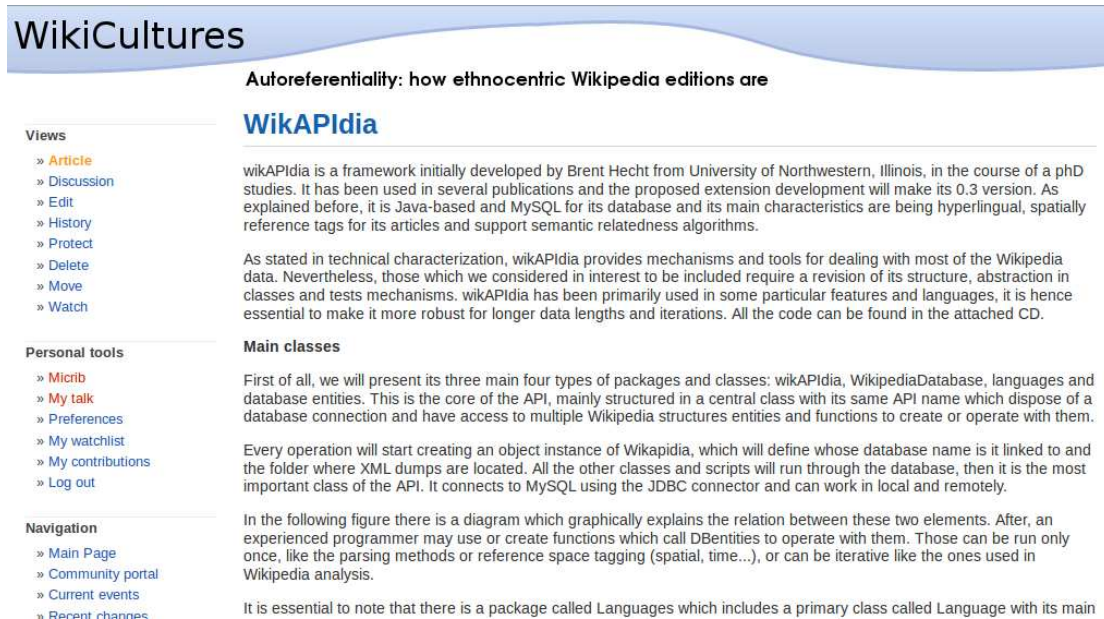 WikiCultures
Autoreferentiality: how ethnocentric Wikipedia editions are
Views
» Article
» Discussion
» Edit
» History
» Protect
» Delete
» Move
» Watch
Personal tools
» Micrib
» My talk
» Preferences
» My watchlist
» My contributions
» Log out
Navigation
» Main Page
» Community portal
» Current events
» Recent changes
WikAPIdia
wikAPIdia is a framework initially developed by Brent Hecht from University of Northwestern, Illinois, in the course of a phD
studies. It has been used in several publications and the proposed extension development will make its 0.3 version. As
explained before, it is Java-based and MySQL for its database and its main characteristics are being hyperlingual, spatially
reference tags for its articles and support semantic relatedness algorithms.
As stated in technical characterization, wikAPIdia provides mechanisms and tools for dealing with most of the Wikipedia
data. Nevertheless, those which we considered in interest to be included require a revision of its structure, abstraction in
classes and tests mechanisms. wikAPIdia has been primarily used in some particular features and languages, it is hence
essential to make it more robust for longer data lengths and iterations. All the code can be found in the attached CD.
Main classes
First of all, we will present its three main four types of packages and classes: wikAPIdia, WikipediaDatabase, languages and
database entities. This is the core of the API, mainly structured in a central class with its same API name which dispose of a
database connection and have access to multiple Wikipedia structures entities and functions to create or operate with them.
Every operation will start creating an object instance of Wikapidia, which will define whose database name is it linked to and
the folder where XML dumps are located. All the other classes and scripts will run through the database, then it is the most
important class of the API. It connects to MySQL using the JDBC connector and can work in local and remotely.
In the following figure there is a diagram which graphically explains the relation between these two elements. After, an
experienced programmer may use or create functions which call DBentities to operate with them. Those can be run only
once, like the parsing methods or reference space tagging (spatial, time...), or can be iterative like the ones used in
Wikipedia analysis.
It is essential to note that there is a package called Languages which includes a primary class called Language with its main